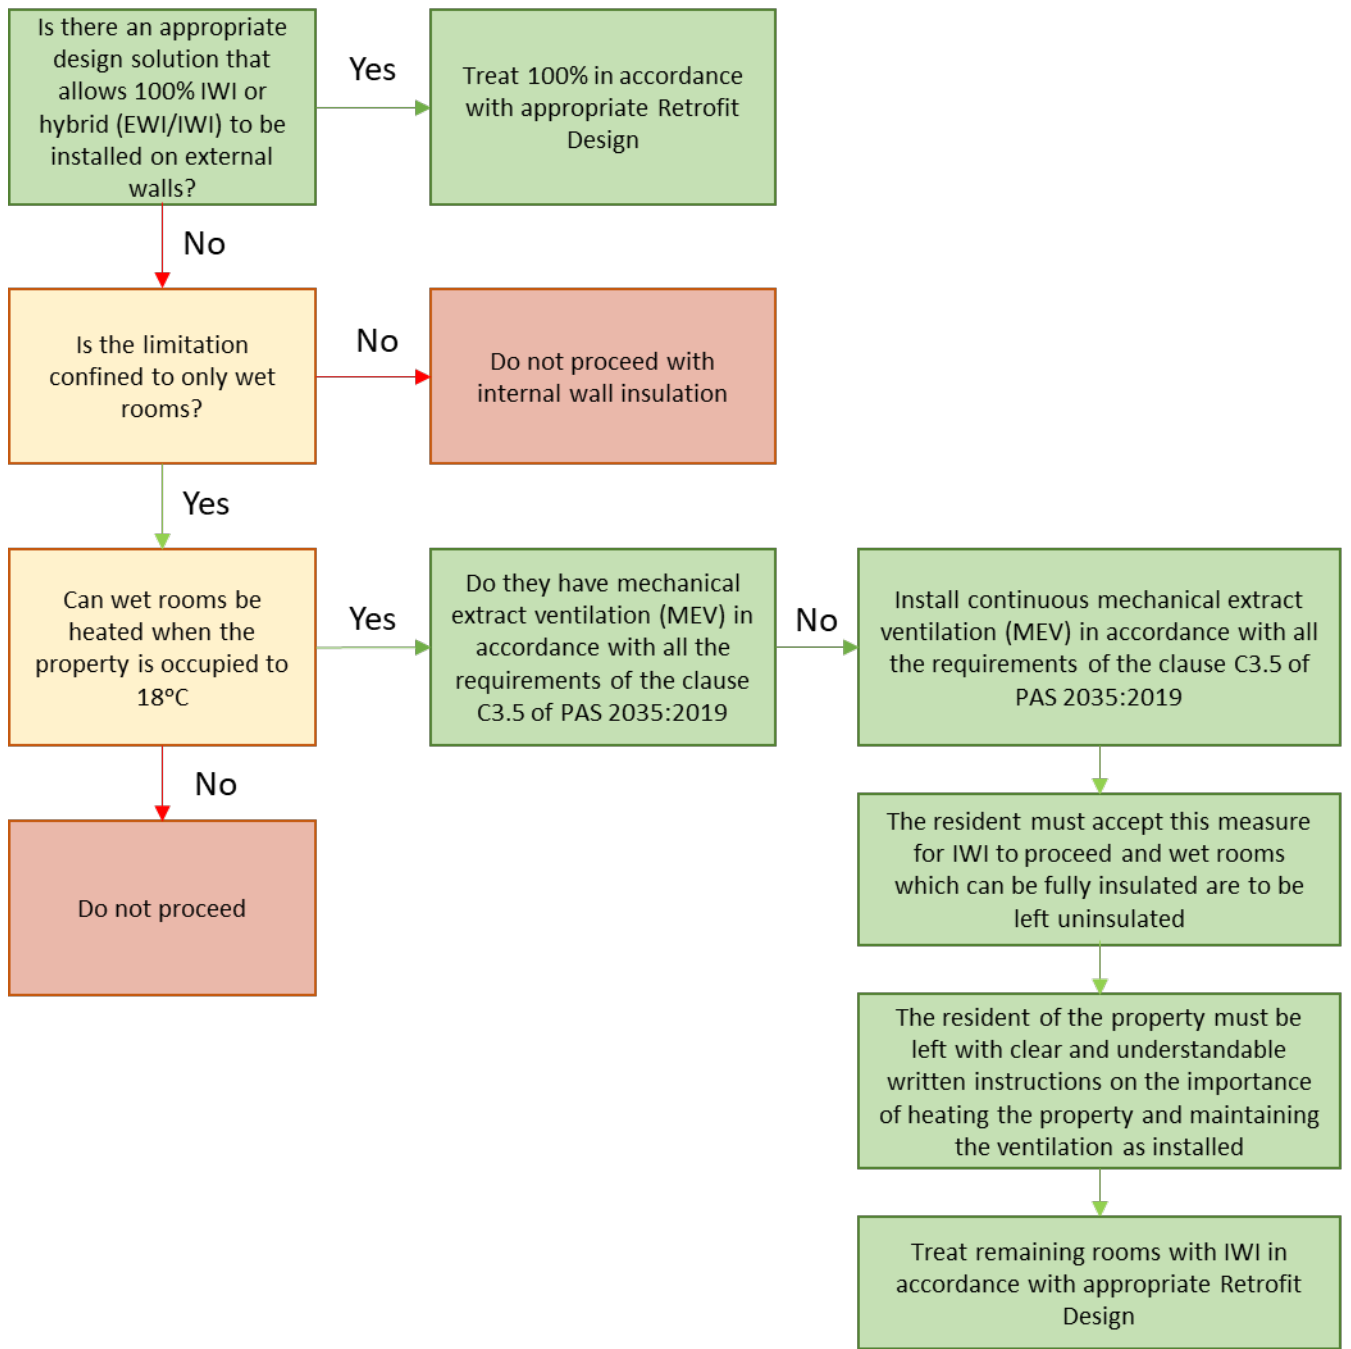 Is there an appropriate
design solution that
allows 100% IWI or
hybrid (EWI/IWI) to be
installed on external
walls?
Yes
Treat 100% in accordance
with appropriate Retrofit
Design
No
Is the limitation
confined to only wet
rooms?
No
Do not proceed with
internal wall insulation
Yes
Can wet rooms be
heated when the
property is occupied to
18°C
Yes
Do they have mechanical
extract ventilation (MEV) in
accordance with all the
requirements of the clause
C3.5 of PAS 2035:2019
No
Install continuous mechanical extract
ventilation (MEV) in accordance with all
the requirements of the clause C3.5 of
PAS 2035:2019
No
Do not proceed
The resident must accept this measure
for IWI to proceed and wet rooms
which can be fully insulated are to be
left uninsulated
The resident of the property must be
left with clear and understandable
written instructions on the importance
of heating the property and maintaining
the ventilation as installed
Treat remaining rooms with IWI in
accordance with appropriate Retrofit
Design